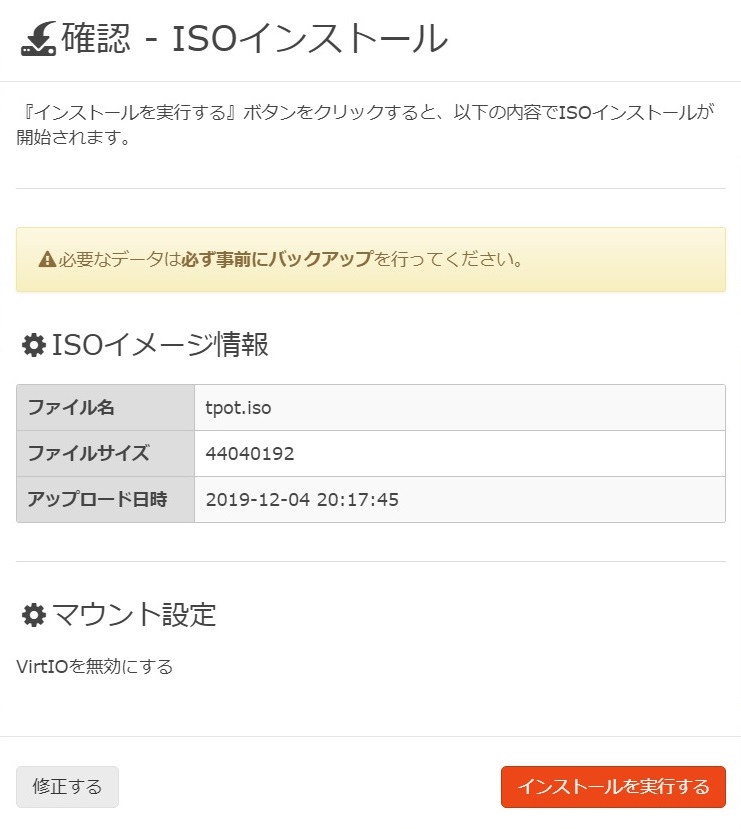 確認 - ISOインストール
『インストールを実行する』ボタンをクリックすると、以下の内容でISOインストールが
開始されます。
必要なデータは必ず事前にバックアップを行ってください。
ISOイメージ情報
ファイル名 tpot.iso
ファイルサイズ 44040192
アップロード日時 2019-12-04 20:17:45
マウント設定
VirtIOを無効にする
修正する インストールを実行する